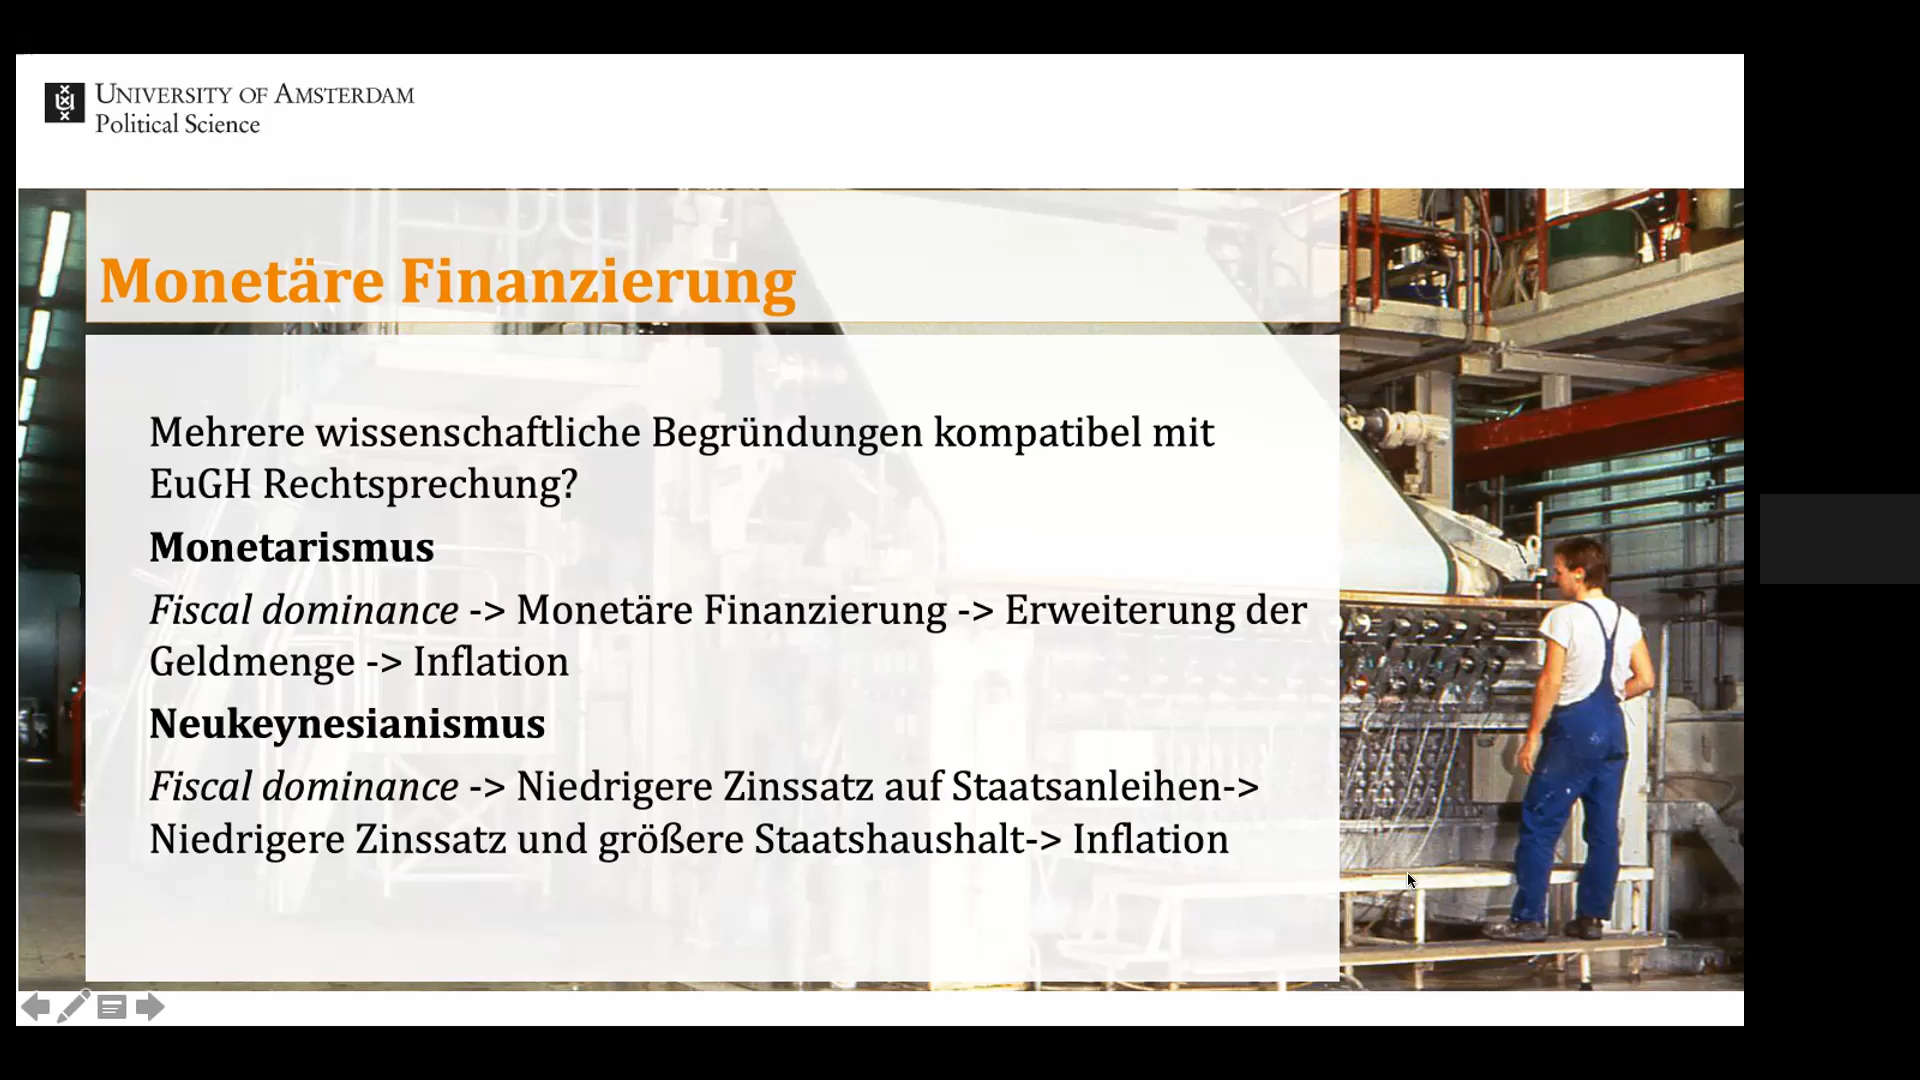 UNIVERSITY OF AMSTERDAM
Political Science
Monetäre Finanzierung
Mehrere wissenschaftliche Begründungen kompatibel mit
EuGH Rechtsprechung?
Monetarismus
Fiscal dominance -> Monetäre Finanzierung -> Erweiterung der
Geldmenge -> Inflation
Neukeynesianismus
Fiscal dominance -> Niedrigere Zinssatz auf Staatsanleihen->
Niedrigere Zinssatz und größere Staatshaushalt-> Inflation